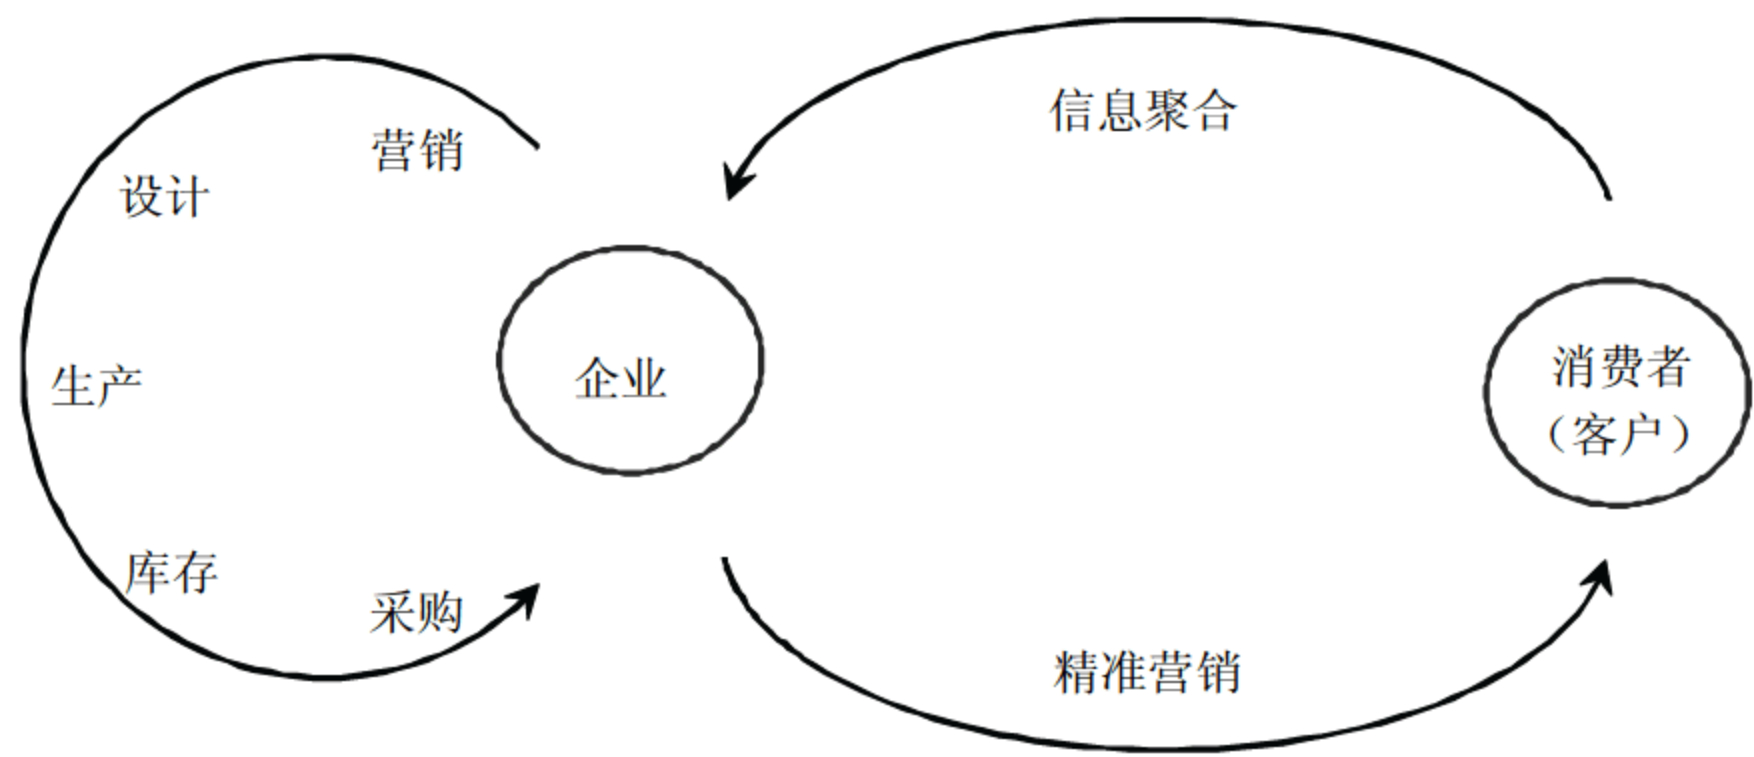 信息聚合
营销
设计
企业
消费者
（客户）
生产
库存
采购
精准营销